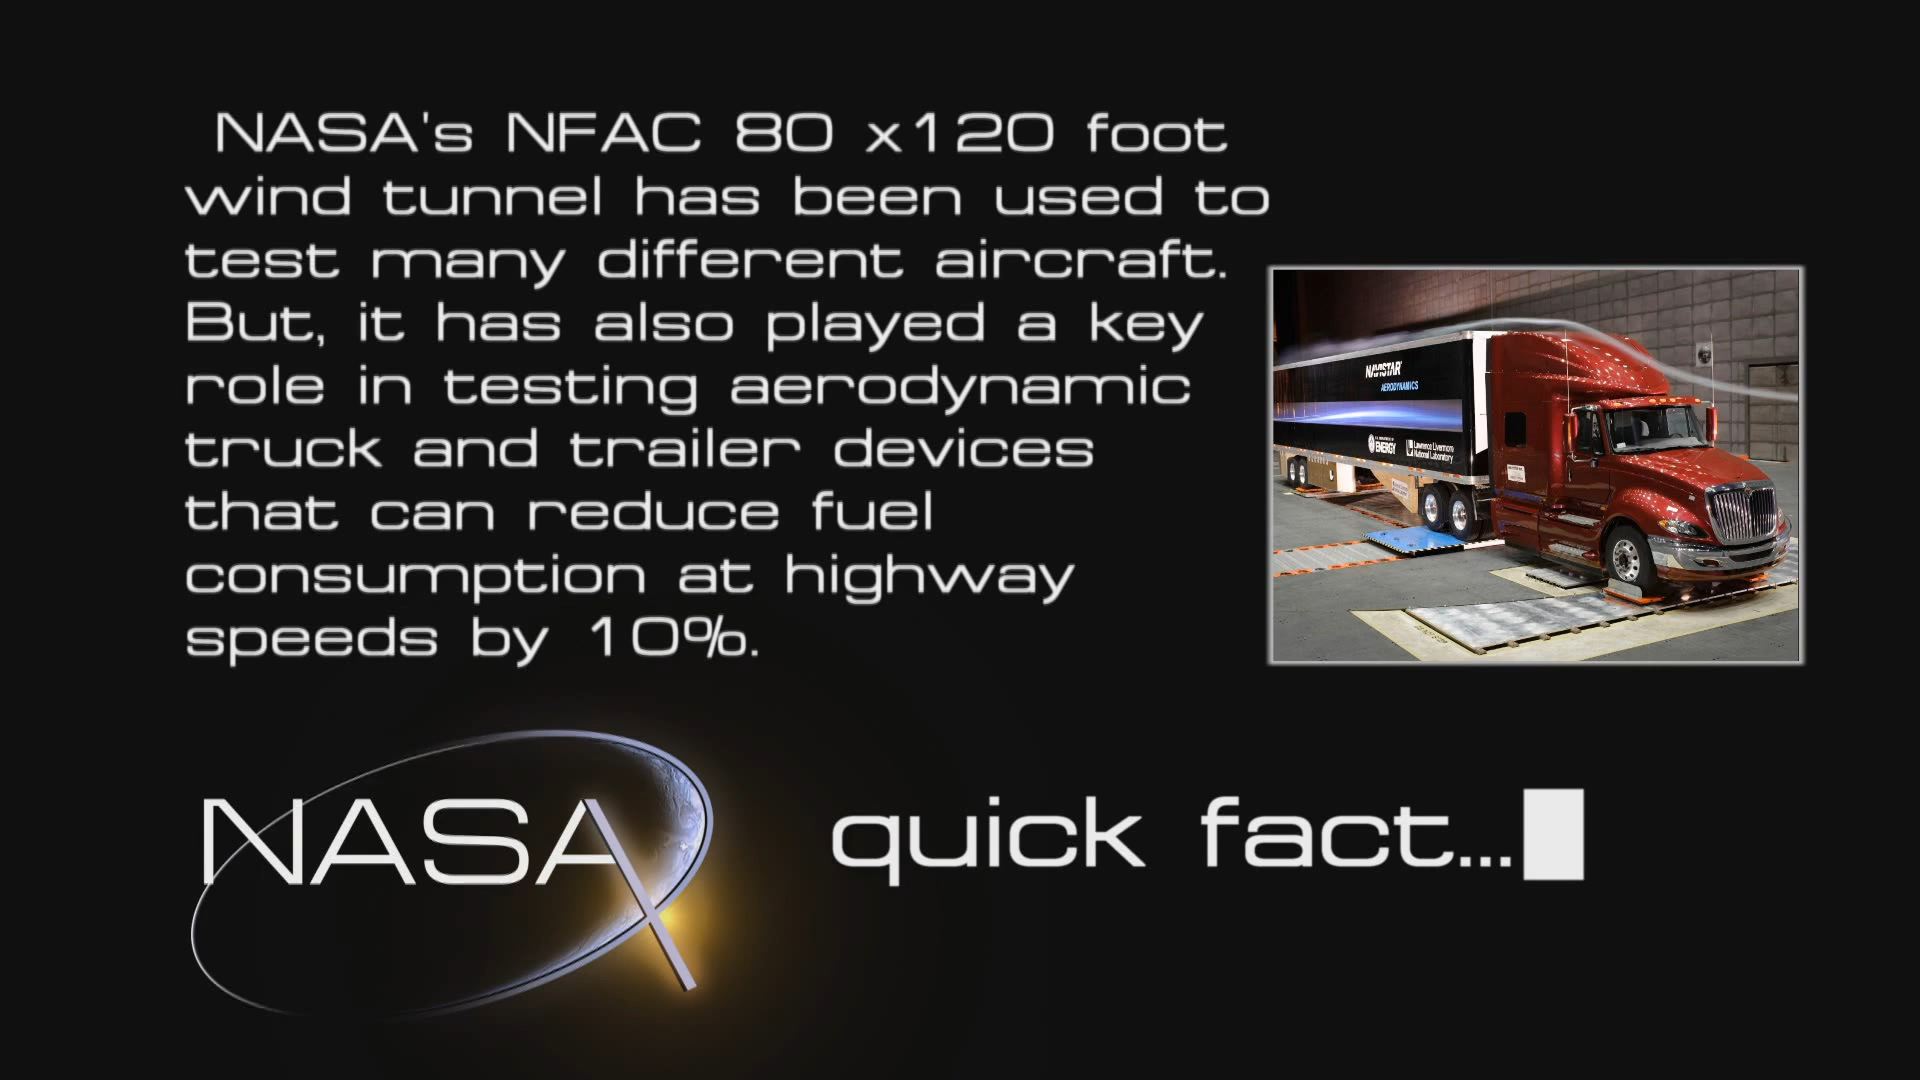 NASA's NFAC 80 x120 foot
wind tunnel has been used to
test many different aircraft.
But, it has also played a key
role in testing aerodynamic
truck and trailer devices
that can reduce fuel
consumption at highway
speeds by 10%.
NAVISTAR
AERODYNAMICS
ENERGY
Lawrence Livermore
National Laboratory
NASA
quick fact...